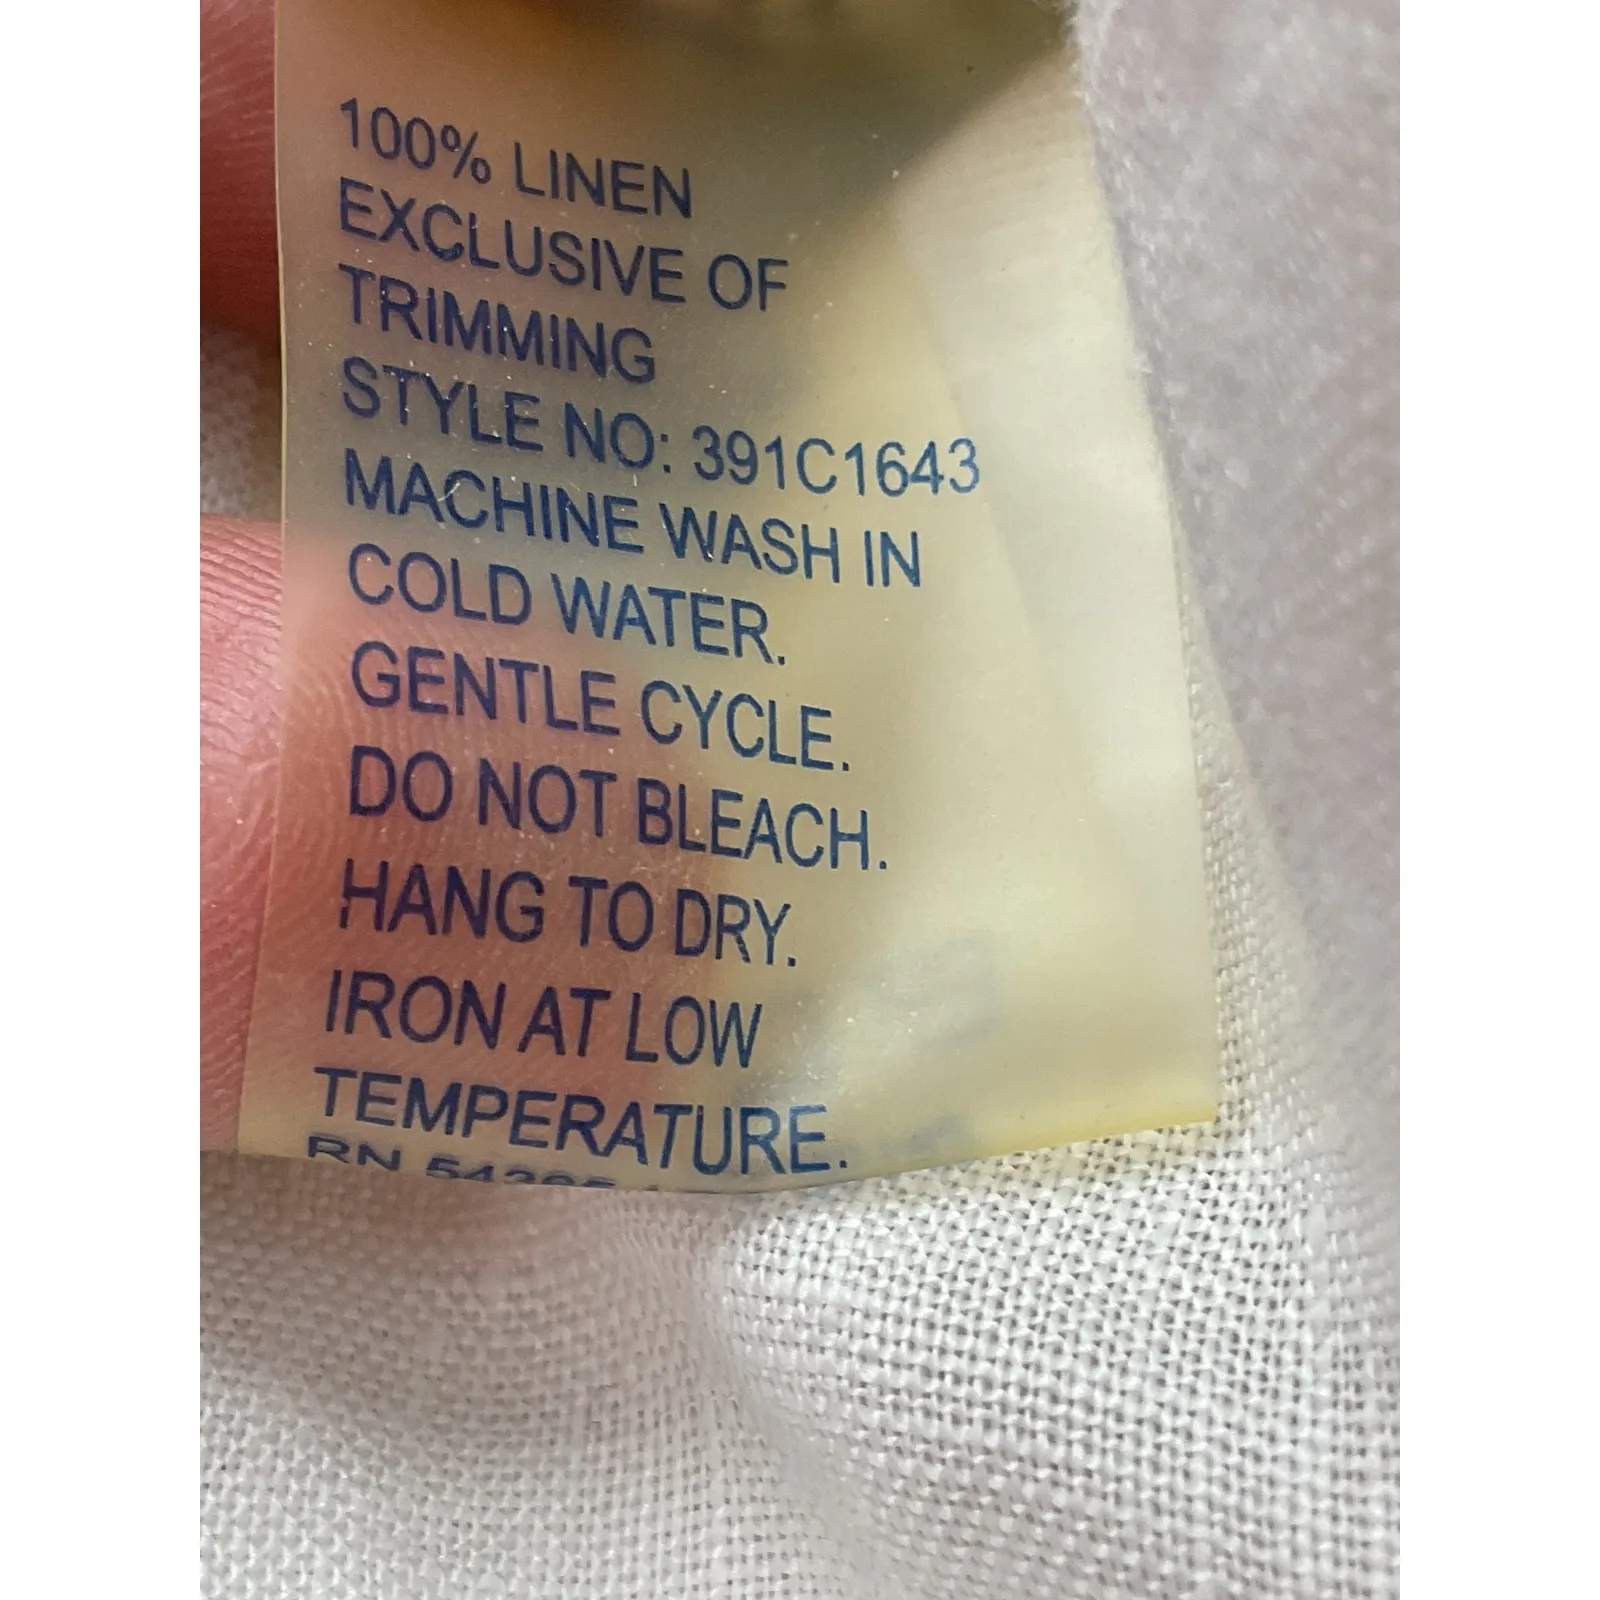 100% LINEN
EXCLUSIVE OF
TRIMMING
STYLE NO: 391C1643
MACHINE WASH IN
COLD WATER.
GENTLE CYCLE.
DO NOT BLEACH.
HANG TO DRY.
IRON AT LOW
TEMPERATURE.
RN